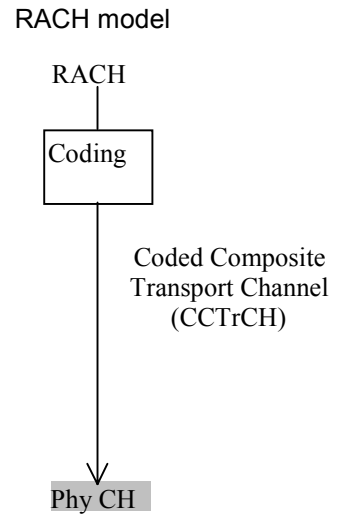 RACH model
RACH
Coding
Coded Composite
Transport Channel
(CCTrCH)
Phy CH